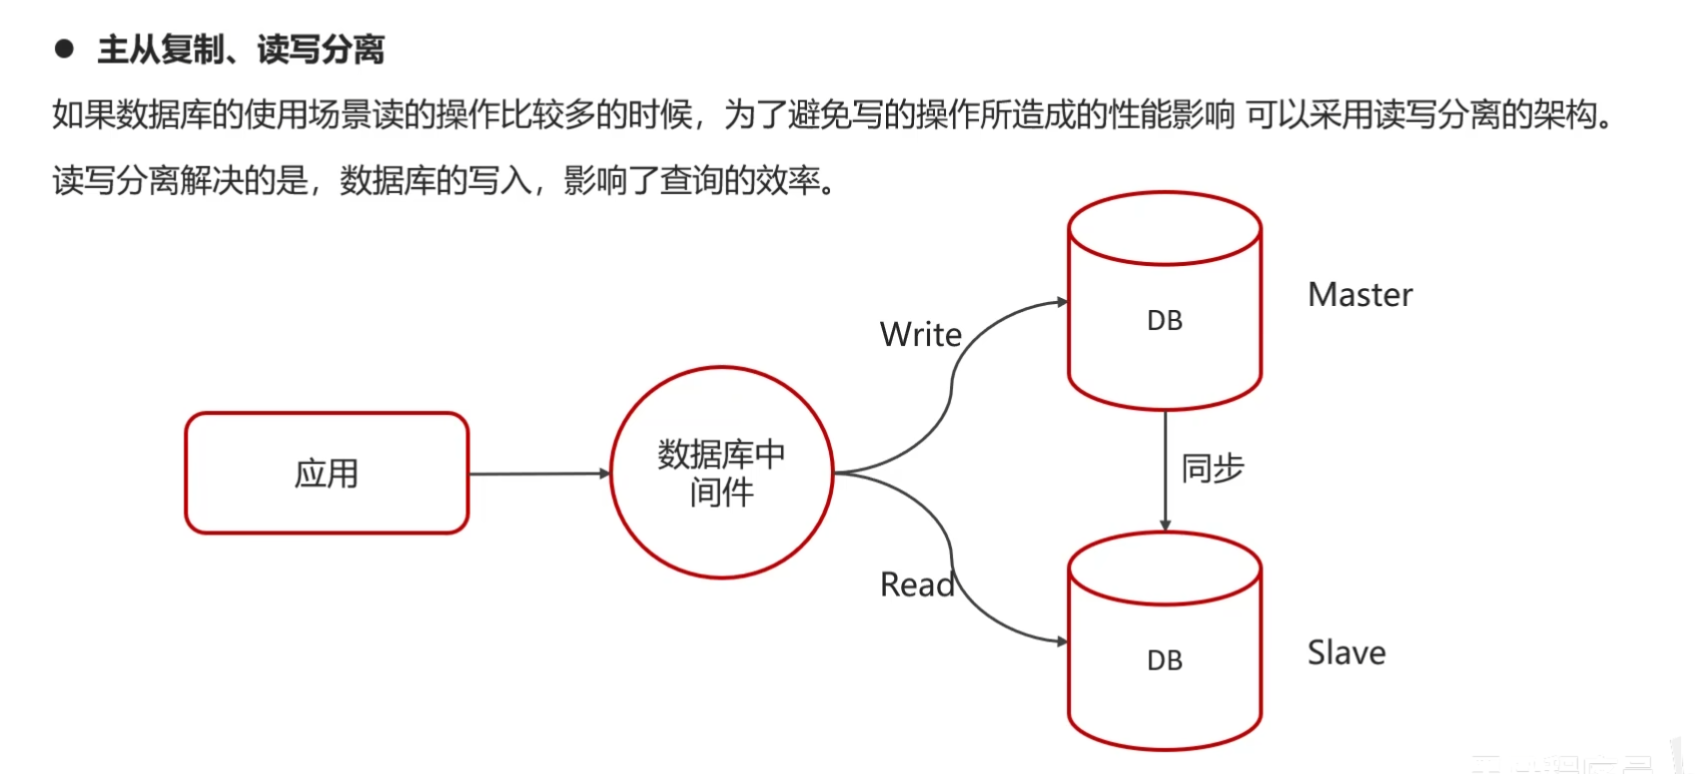 ● 主从复制、读写分离
如果数据库的使用场景读的操作比较多的时候，为了避免写的操作所造成的性能影响 可以采用读写分离的架构。
读写分离解决的是，数据库的写入，影响了查询的效率。
Master
DB
Write
应用
数据库中
间件
同步
Read
DB
Slave